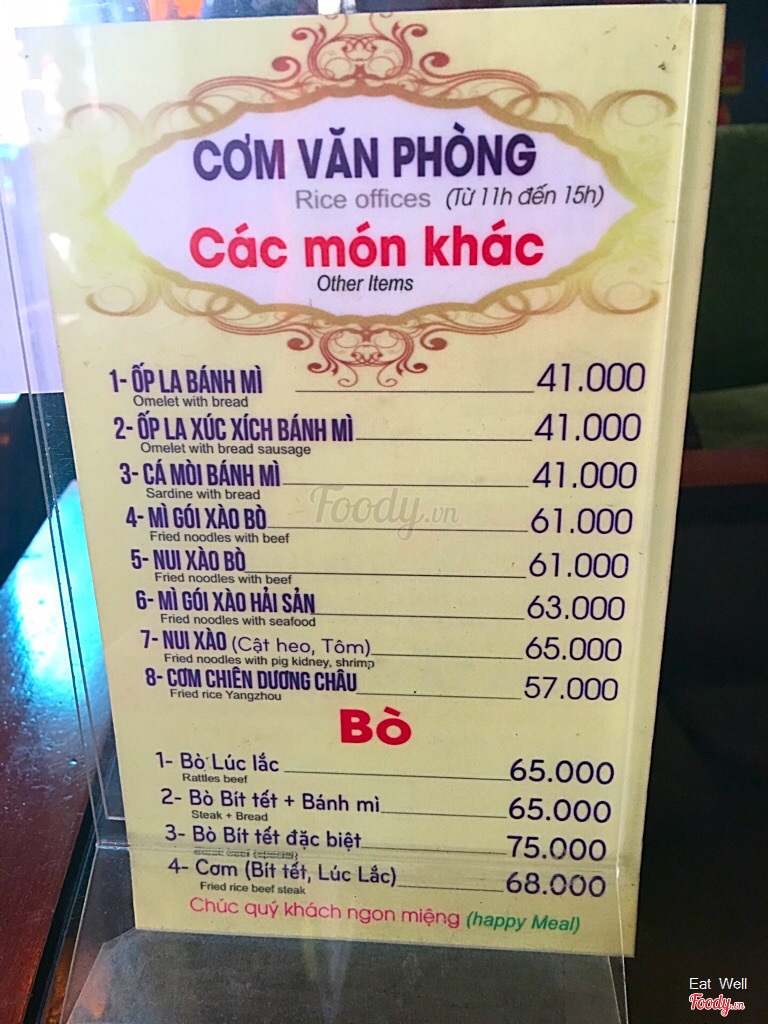 CƠM VĂN PHÒNG
Rice offices (Từ 11h đến 15h)
Các món khác
Other Items
1- ỐP LA BÁNH MÌ 41.000
Omelet with bread
2- ỐP LA XÚC XÍCH BÁNH MÌ 41.000
Omelet with bread sausage
3- CÁ MÒI BÁNH MÌ 41.000
Sardine with bread
4- MÌ GÓI XÀO BÒ 61.000
Fried noodles with beef
5- NUI XÀO BÒ 61.000
Fried noodles with beef
6- MÌ GÓI XÀO HẢI SẢN 63.000
Fried noodles with seafood
7- NUI XÀO (Cật heo, Tôm) 65.000
Fried noodles with pig kidney, shrimp
8- CƠM CHIÊN DƯƠNG CHÂU 57.000
Fried rice Yangzhou
Bò
1- Bò Lúc lắc 65.000
Rattles beef
2- Bò Bít tết + Bánh mì 65.000
Steak + Bread
3- Bò Bít tết đặc biệt 75.000
4- Cơm (Bít tết, Lúc Lắc) 68.000
Fried rice beef steak
Chúc quý khách ngon miệng (happy Meal)
Foody.vn
Eat Well
Foody.vn